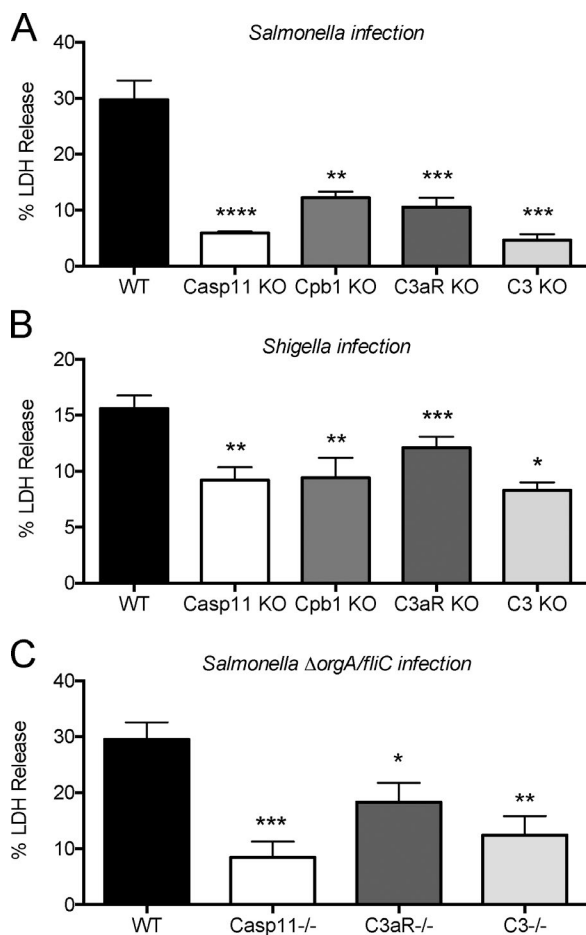 A
Salmonella infection
% LDH Release
40
30
20
10
0
****
**
***
***
WT Casp11 KO Cpb1 KO C3aR KO C3 KO
B
Shigella infection
% LDH Release
20
15
10
5
0
**
**
***
*
WT Casp11 KO Cpb1 KO C3aR KO C3 KO
C
Salmonella ΔorgA/fliC infection
% LDH Release
40
30
20
10
0
***
*
**
WT Casp11-/- C3aR-/- C3-/-